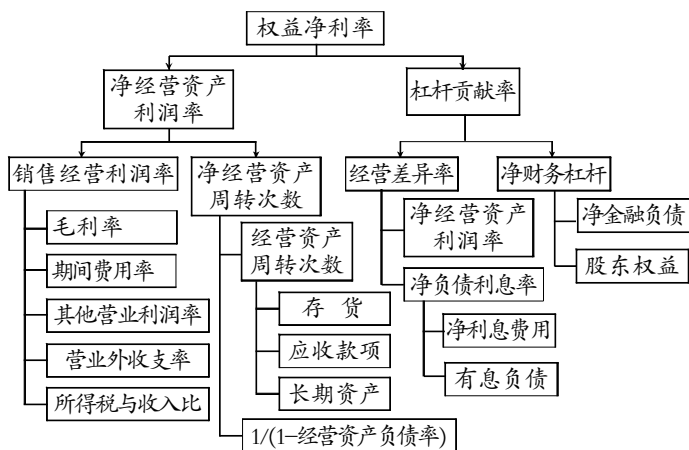 权益净利率
净经营资产
利润率
杠杆贡献率
销售经营利润率
净经营资产
周转次数
经营差异率
净财务杠杆
毛利率
期间费用率
其他营业利润率
营业外收支率
所得税与收入比
经营资产
周转次数
存 货
应收款项
长期资产
1/(1−经营资产负债率)
净经营资产
利润率
净负债利息率
净利息费用
有息负债
净金融负债
股东权益